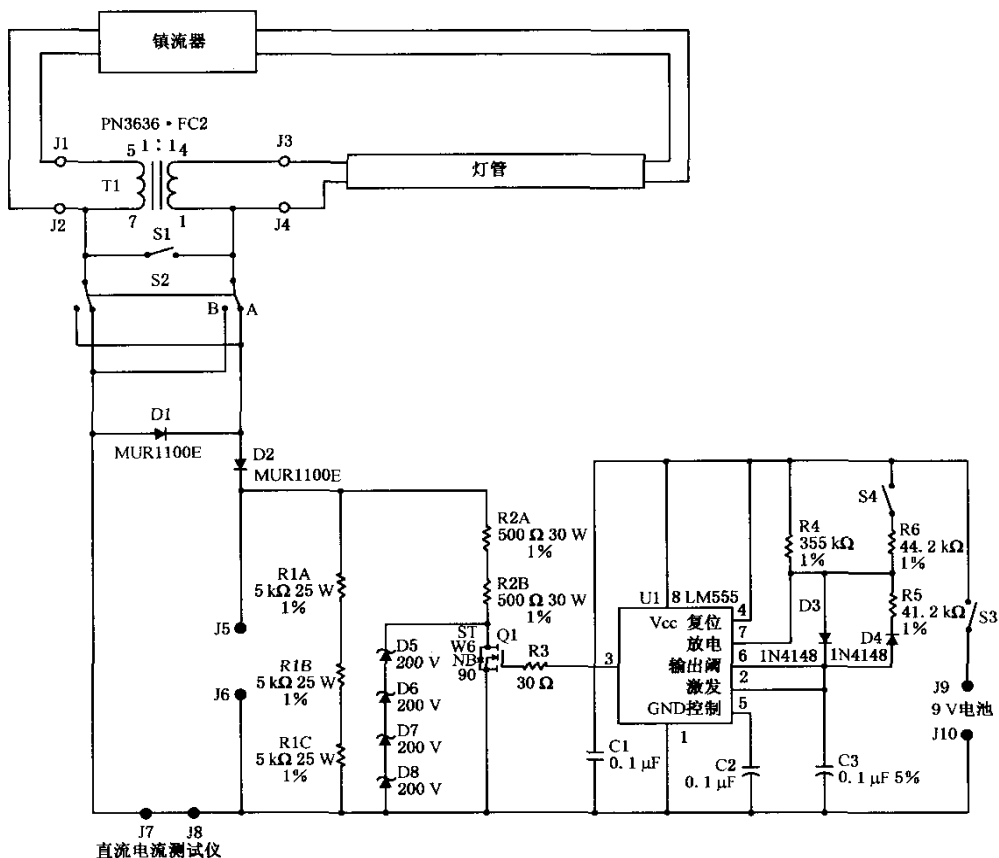 镇流器
PN3636·FC2
J1
5 1:1 4
J3
T1
灯管
J2
7
1
J4
S1
S2
B
A
D1
MUR1100E
D2
MUR1100E
R1A
5 kΩ 25 W
1%
R2A
500 Ω 30 W
1%
R2B
500 Ω 30 W
1%
S4
R4
355 kΩ
1%
R6
44.2 kΩ
1%
R5
41.2 kΩ
1%
S3
J5
J6
R1B
5 kΩ 25 W
1%
R1C
5 kΩ 25 W
1%
D5
200 V
D6
200 V
D7
200 V
D8
200 V
ST
W6
NB
90
Q1
R3
30 Ω
3
U1
8
LM555
Vcc 复位
4
放电
7
输出阈
6
激发
2
GND控制
5
1
D3
1N4148
D4
1N4148
J9
9 V电池
J10
C1
0.1 μF
C2
0.1 μF
C3
0.1 μF 5%
J7
J8
直流电流测试仪